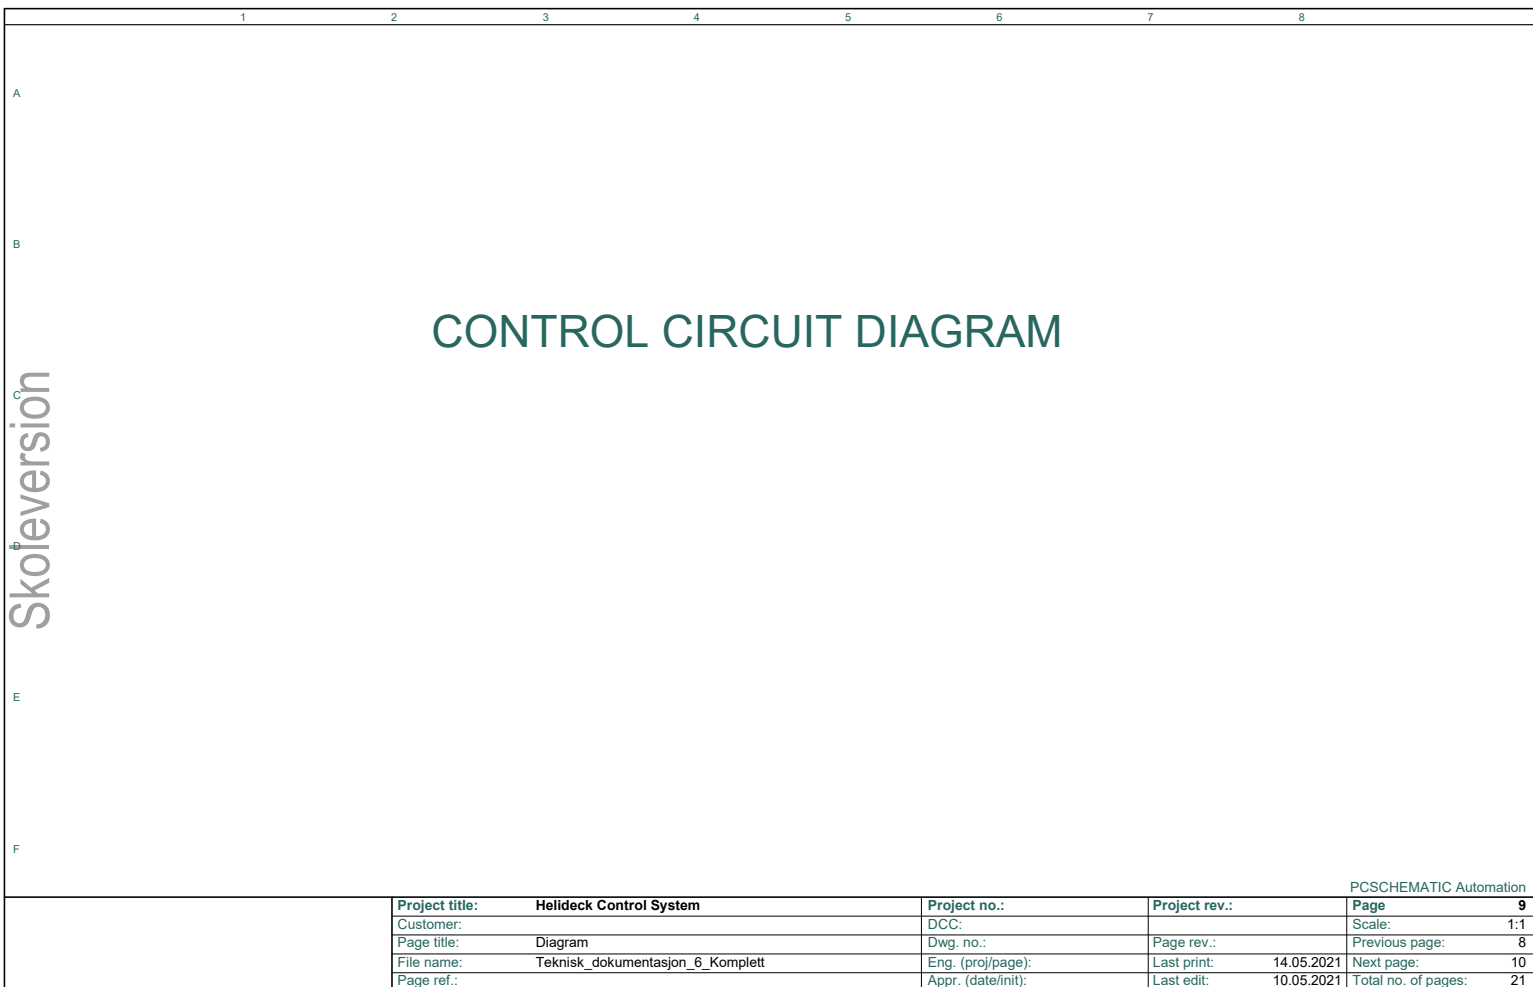 1 2 3 4 5 6 7 8
A
B
CONTROL CIRCUIT DIAGRAM
C
Skoleversion
D
E
F
PCSCHEMATIC Automation
Project title: Helideck Control System Project no.: Project rev.: Page 9
Customer: DCC: Scale: 1:1
Page title: Diagram Dwg. no.: Page rev.: Previous page: 8
File name: Teknisk_dokumentasjon_6_Komplett Eng. (proj/page): Last print: 14.05.2021 Next page: 10
Page ref.: Appr. (date/init): Last edit: 10.05.2021 Total no. of pages: 21